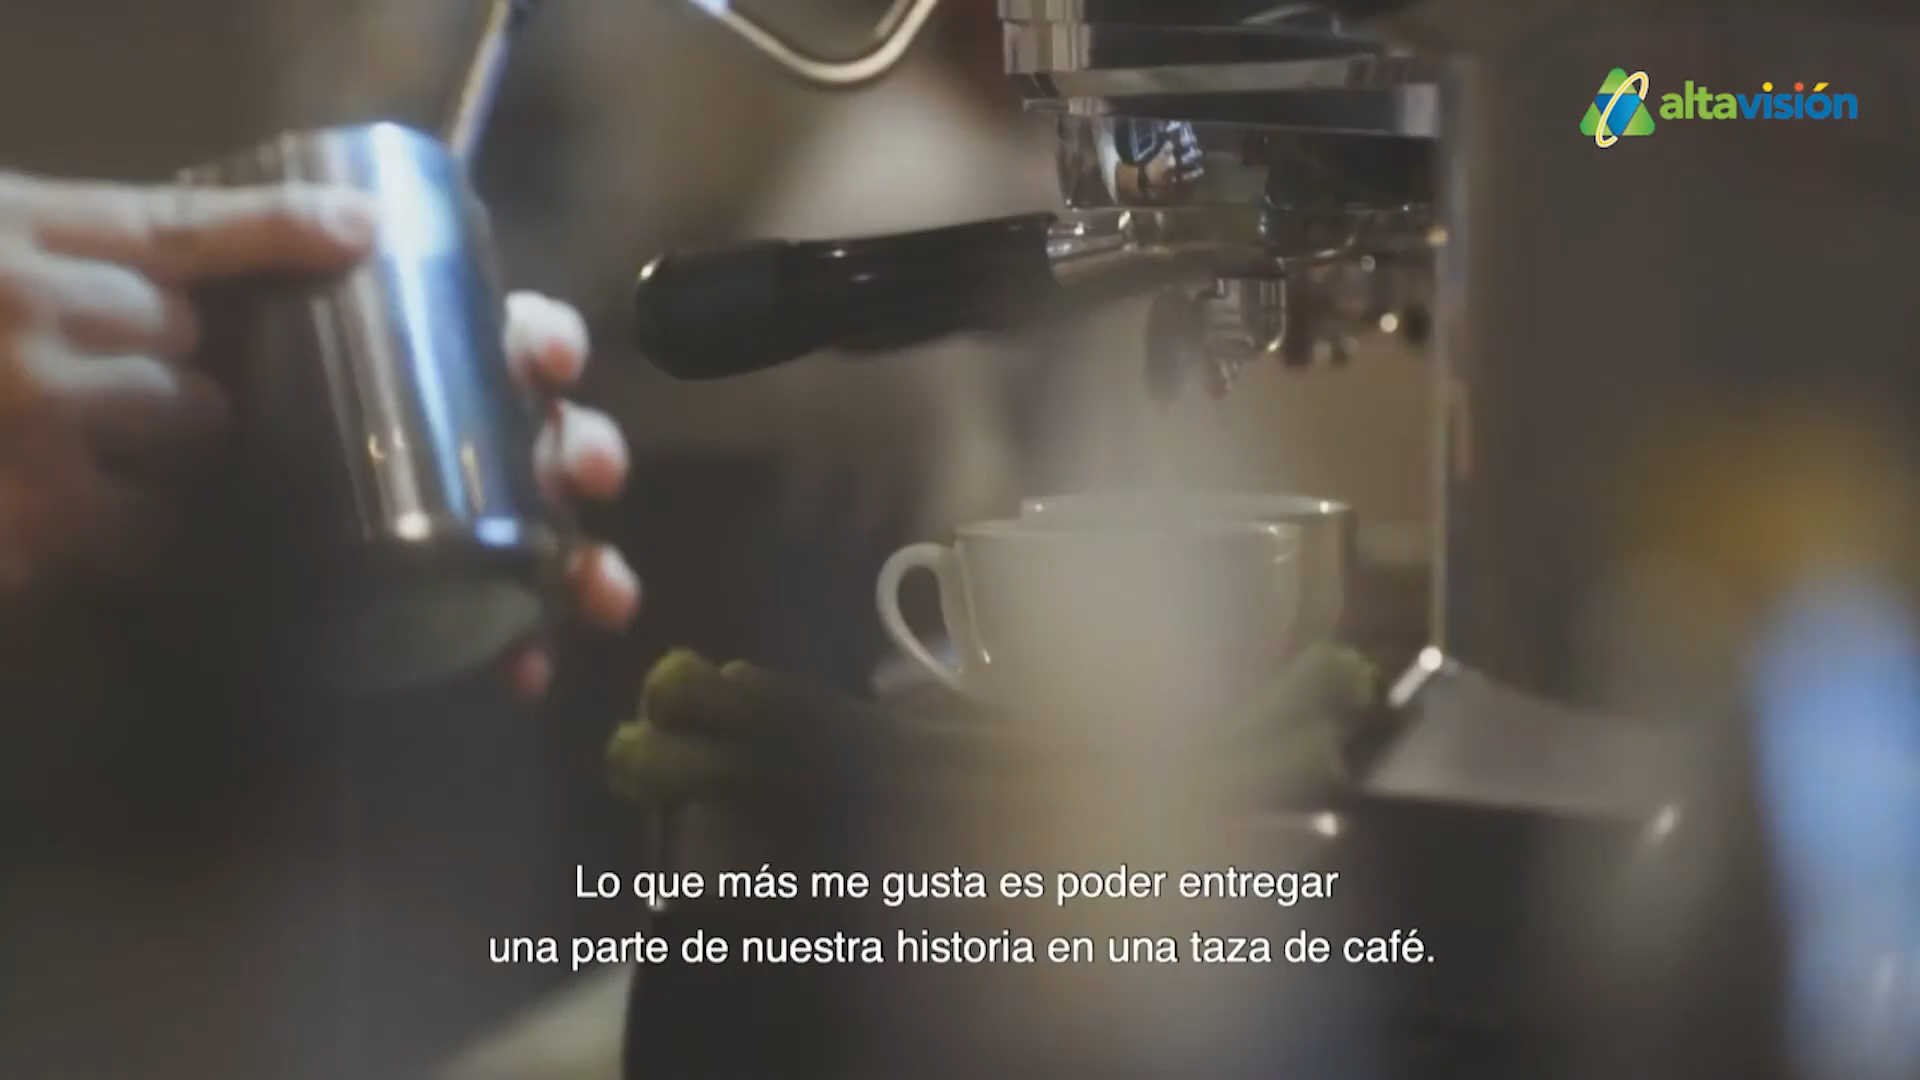 altavisión
Lo que más me gusta es poder entregar
una parte de nuestra historia en una taza de café.